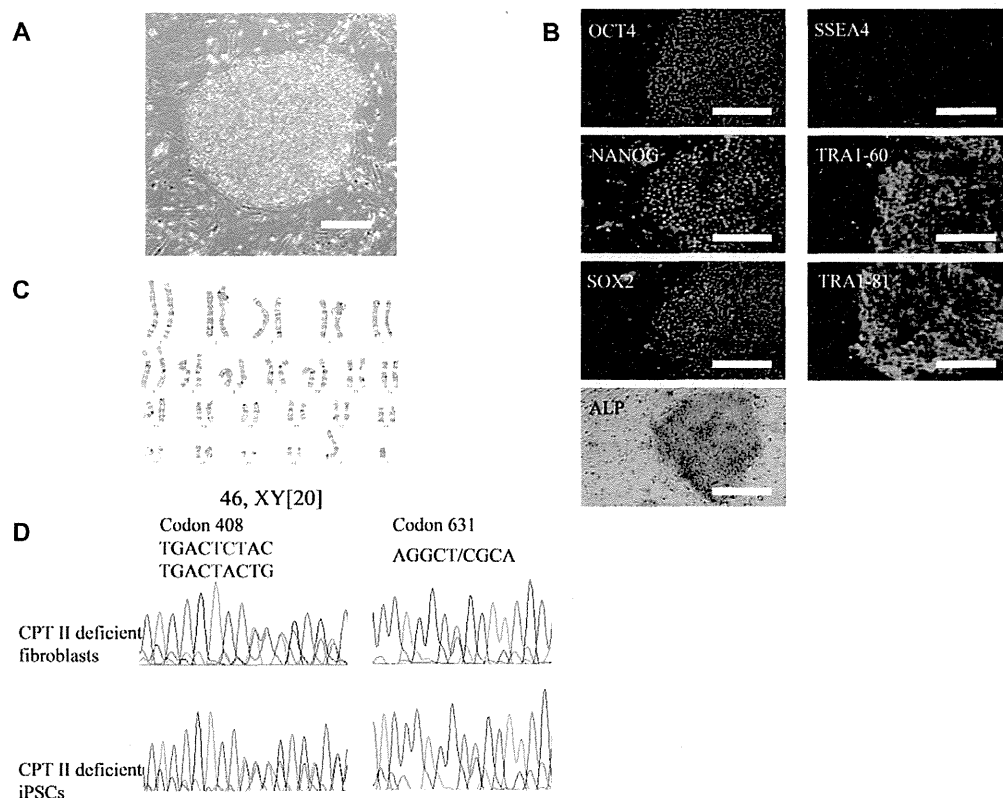 A
B
OCT4
SSEA4
NANOG
TRA1-60
SOX2
TRA1-81
ALP
C
46, XY[20]
D
Codon 408
TGACTCTAC
TGACTACTG
Codon 631
AGGCT/CGCA
CPT II deficient
fibroblasts
CPT II deficient
iPSCs